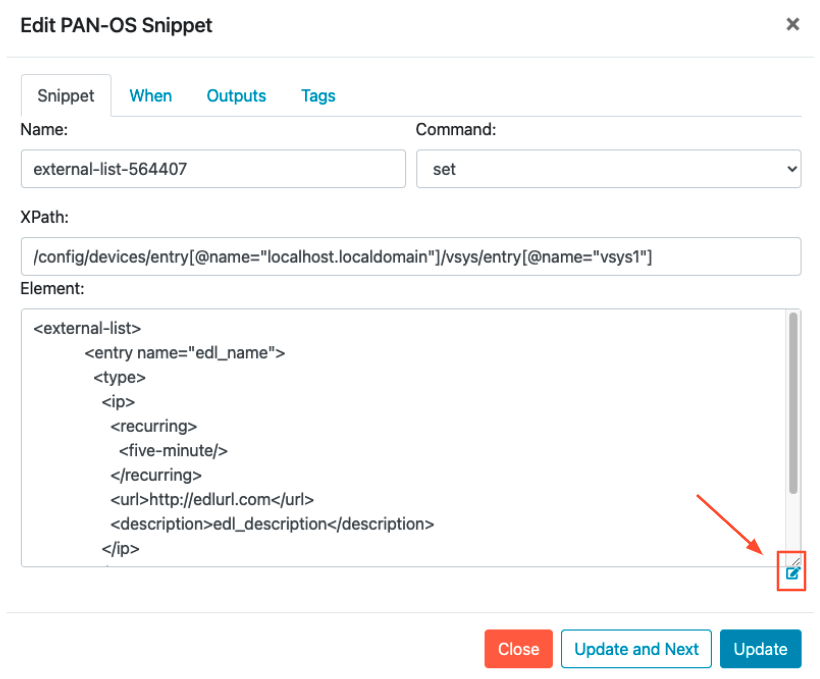 Edit PAN-OS Snippet ×
Snippet When Outputs Tags
Name: Command:
external-list-564407 set
XPath:
/config/devices/entry[@name="localhost.localdomain"]/vsys/entry[@name="vsys1"]
Element:
<external-list>
<entry name="edl_name">
<type>
<ip>
<recurring>
<five-minute/>
</recurring>
<url>http://edlurl.com</url>
<description>edl_description</description>
</ip>
Close Update and Next Update